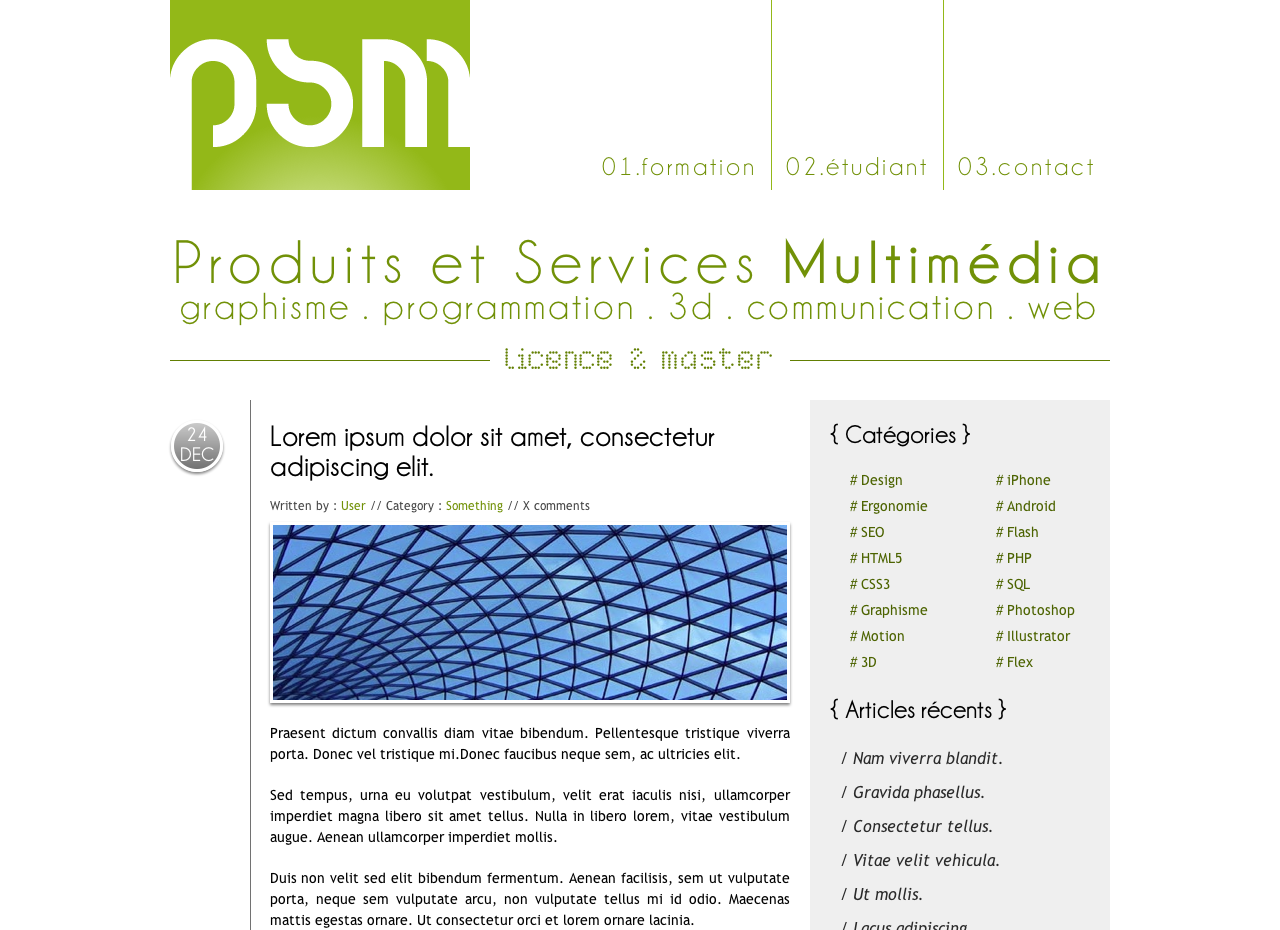 psm
01.formation
02.étudiant
03.contact
Produits et Services Multimédia
graphisme . programmation . 3d . communication . web
licence & master
24
DEC
Lorem ipsum dolor sit amet, consectetur
adipiscing elit.
Written by : User // Category : Something // X comments
Praesent dictum convallis diam vitae bibendum. Pellentesque tristique viverra
porta. Donec vel tristique mi.Donec faucibus neque sem, ac ultricies elit.
Sed tempus, urna eu volutpat vestibulum, velit erat iaculis nisi, ullamcorper
imperdiet magna libero sit amet tellus. Nulla in libero lorem, vitae vestibulum
augue. Aenean ullamcorper imperdiet mollis.
Duis non velit sed elit bibendum fermentum. Aenean facilisis, sem ut vulputate
porta, neque sem vulputate arcu, non vulputate tellus mi id odio. Maecenas
mattis egestas ornare. Ut consectetur orci et lorem ornare lacinia.
{ Catégories }
# Design
# Ergonomie
# SEO
# HTML5
# CSS3
# Graphisme
# Motion
# 3D
# iPhone
# Android
# Flash
# PHP
# SQL
# Photoshop
# Illustrator
# Flex
{ Articles récents }
/ Nam viverra blandit.
/ Gravida phasellus.
/ Consectetur tellus.
/ Vitae velit vehicula.
/ Ut mollis.
/ Lacus adipiscing